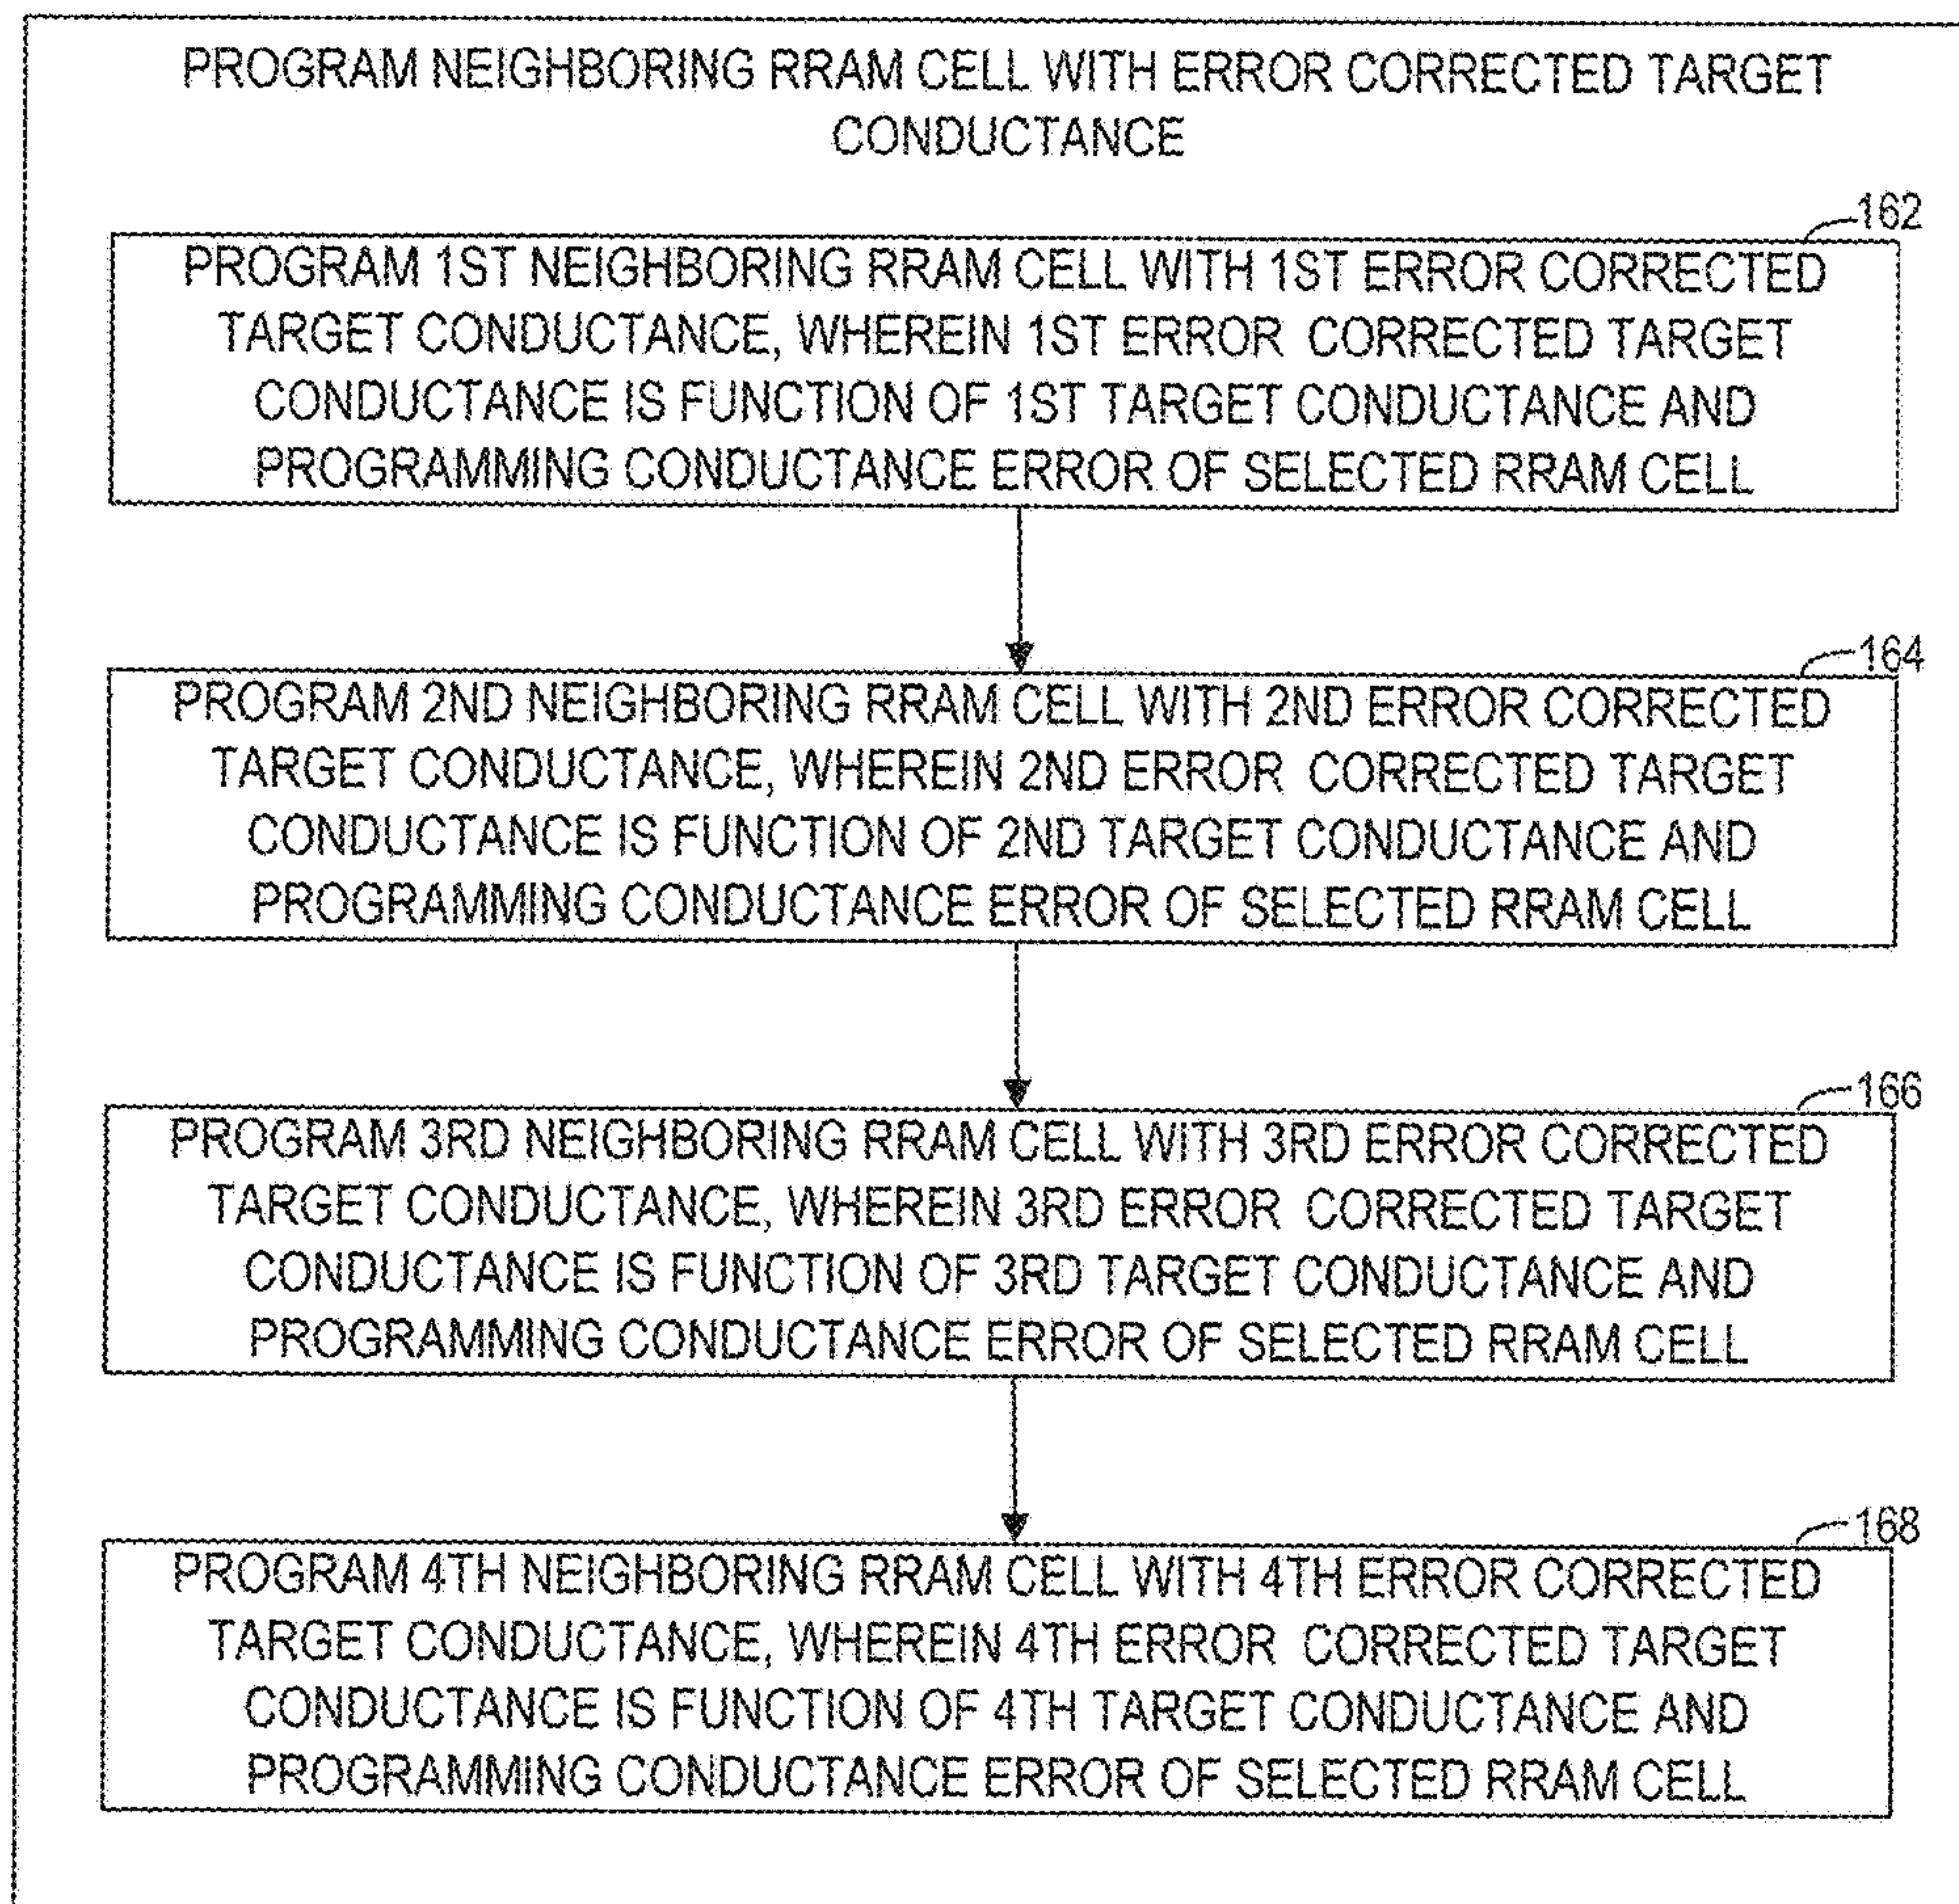 PROGRAM NEIGHBORING RRAM CELL WITH ERROR CORRECTED TARGET
CONDUCTANCE
162
PROGRAM 1ST NEIGHBORING RRAM CELL WITH 1ST ERROR CORRECTED
TARGET CONDUCTANCE, WHEREIN 1ST ERROR CORRECTED TARGET
CONDUCTANCE IS FUNCTION OF 1ST TARGET CONDUCTANCE AND
PROGRAMMING CONDUCTANCE ERROR OF SELECTED RRAM CELL
164
PROGRAM 2ND NEIGHBORING RRAM CELL WITH 2ND ERROR CORRECTED
TARGET CONDUCTANCE, WHEREIN 2ND ERROR CORRECTED TARGET
CONDUCTANCE IS FUNCTION OF 2ND TARGET CONDUCTANCE AND
PROGRAMMING CONDUCTANCE ERROR OF SELECTED RRAM CELL
166
PROGRAM 3RD NEIGHBORING RRAM CELL WITH 3RD ERROR CORRECTED
TARGET CONDUCTANCE, WHEREIN 3RD ERROR CORRECTED TARGET
CONDUCTANCE IS FUNCTION OF 3RD TARGET CONDUCTANCE AND
PROGRAMMING CONDUCTANCE ERROR OF SELECTED RRAM CELL
168
PROGRAM 4TH NEIGHBORING RRAM CELL WITH 4TH ERROR CORRECTED
TARGET CONDUCTANCE, WHEREIN 4TH ERROR CORRECTED TARGET
CONDUCTANCE IS FUNCTION OF 4TH TARGET CONDUCTANCE AND
PROGRAMMING CONDUCTANCE ERROR OF SELECTED RRAM CELL